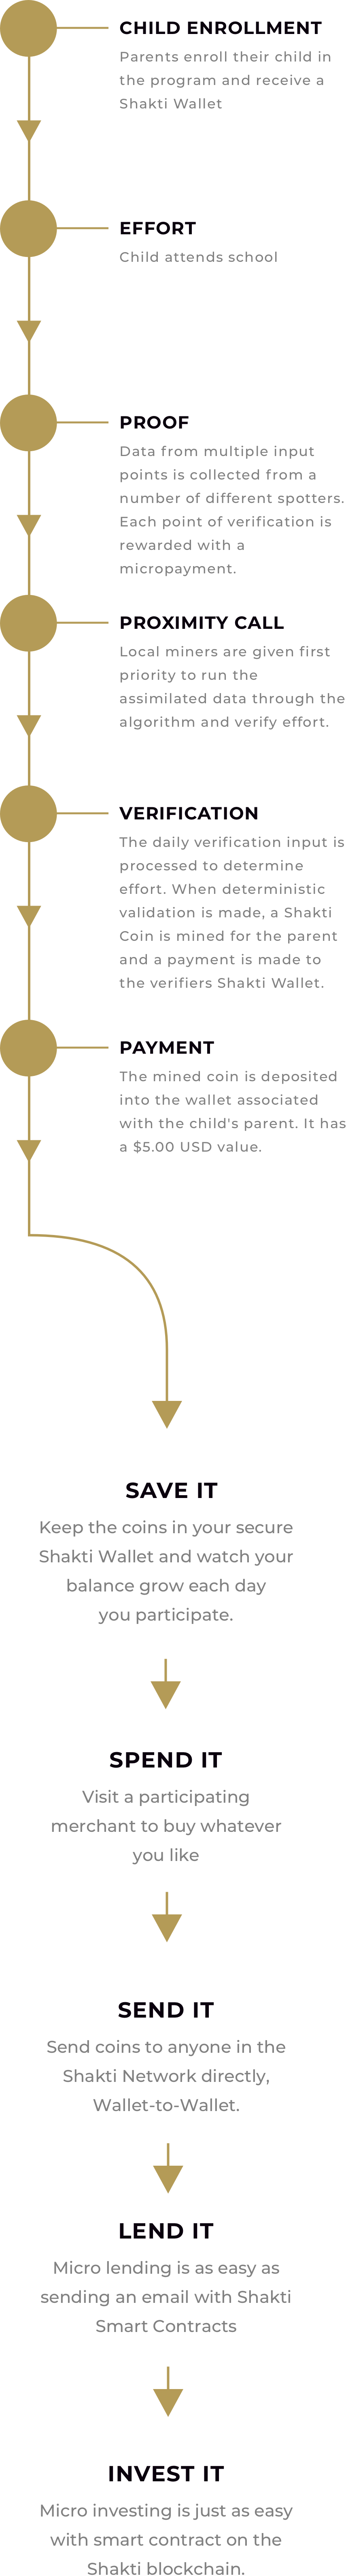 CHILD ENROLLMENT
Parents enroll their child in
the program and receive a
Shakti Wallet
EFFORT
Child attends school
PROOF
Data from multiple input
points is collected from a
number of different spotters.
Each point of verification is
rewarded with a
micropayment.
PROXIMITY CALL
Local miners are given first
priority to run the
assimilated data through the
algorithm and verify effort.
VERIFICATION
The daily verification input is
processed to determine
effort. When deterministic
validation is made, a Shakti
Coin is mined for the parent
and a payment is made to
the verifiers Shakti Wallet.
PAYMENT
The mined coin is deposited
into the wallet associated
with the child's parent. It has
a $5.00 USD value.
SAVE IT
Keep the coins in your secure
Shakti Wallet and watch your
balance grow each day
you participate.
SPEND IT
Visit a participating
merchant to buy whatever
you like
SEND IT
Send coins to anyone in the
Shakti Network directly,
Wallet-to-Wallet.
LEND IT
Micro lending is as easy as
sending an email with Shakti
Smart Contracts
INVEST IT
Micro investing is just as easy
with smart contract on the
Shakti blockchain.